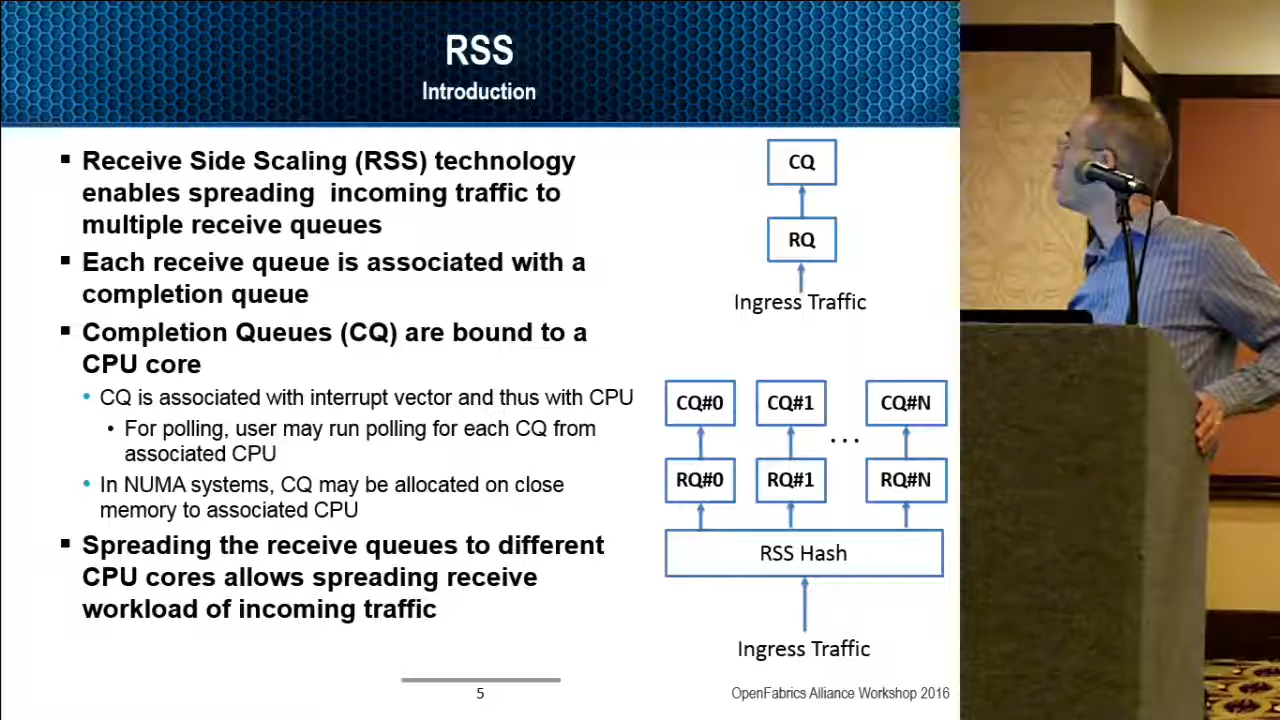 RSS
Introduction
▪ Receive Side Scaling (RSS) technology
enables spreading incoming traffic to
multiple receive queues
▪ Each receive queue is associated with a
completion queue
▪ Completion Queues (CQ) are bound to a
CPU core
• CQ is associated with interrupt vector and thus with CPU
• For polling, user may run polling for each CQ from
associated CPU
• In NUMA systems, CQ may be allocated on close
memory to associated CPU
▪ Spreading the receive queues to different
CPU cores allows spreading receive
workload of incoming traffic
CQ
RQ
Ingress Traffic
CQ#0 CQ#1 CQ#N
...
RQ#0 RQ#1 RQ#N
RSS Hash
Ingress Traffic
5
OpenFabrics Alliance Workshop 2016